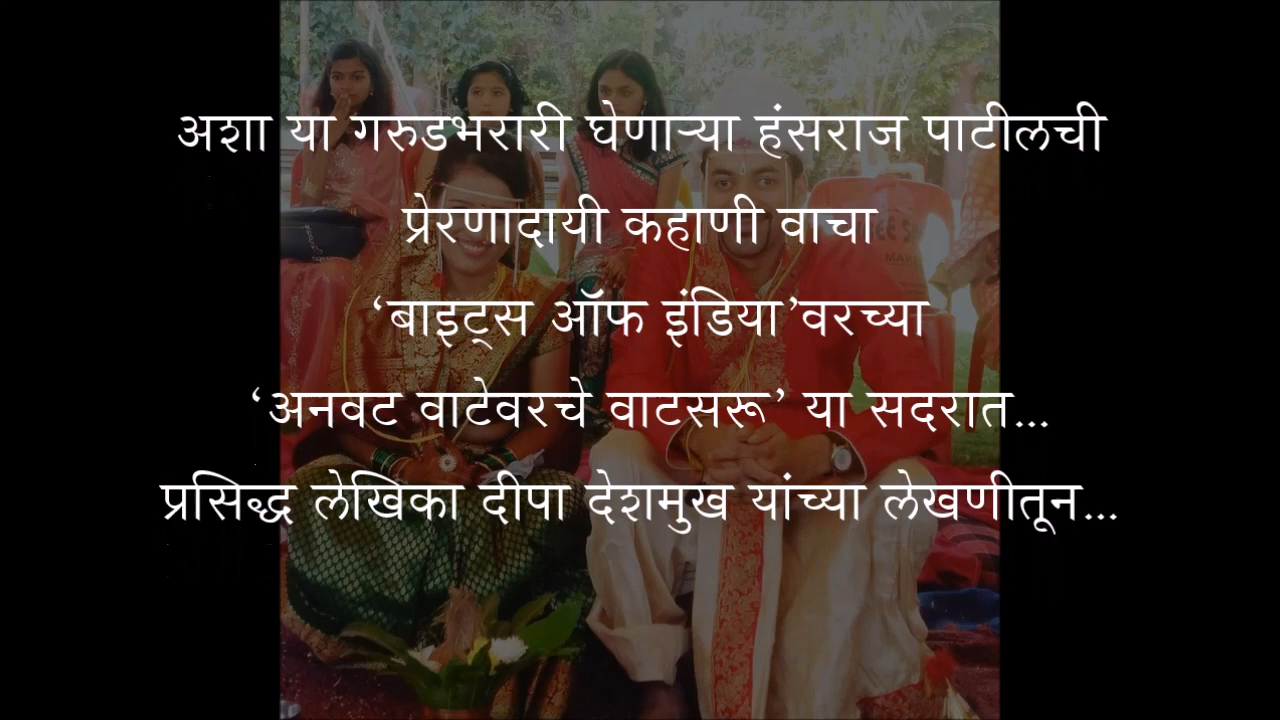 अशा या गरुडभरारी घेणाऱ्या हंसराज पाटीलची
प्रेरणादायी कहाणी वाचा
‘बाइट्स ऑफ इंडिया’वरच्या
‘अनवट वाटेवरचे वाटसरू’ या सदरात...
प्रसिद्ध लेखिका दीपा देशमुख यांच्या लेखणीतून...